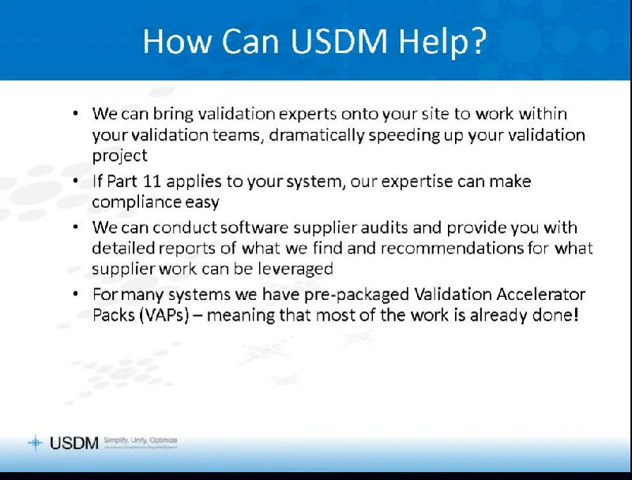 How Can USDM Help?
• We can bring validation experts onto your site to work within
your validation teams, dramatically speeding up your validation
project
• If Part 11 applies to your system, our expertise can make
compliance easy
• We can conduct software supplier audits and provide you with
detailed reports of what we find and recommendations for what
supplier work can be leveraged
• For many systems we have pre-packaged Validation Accelerator
Packs (VAPs) – meaning that most of the work is already done!
USDM Simplify, Unify, Optimize